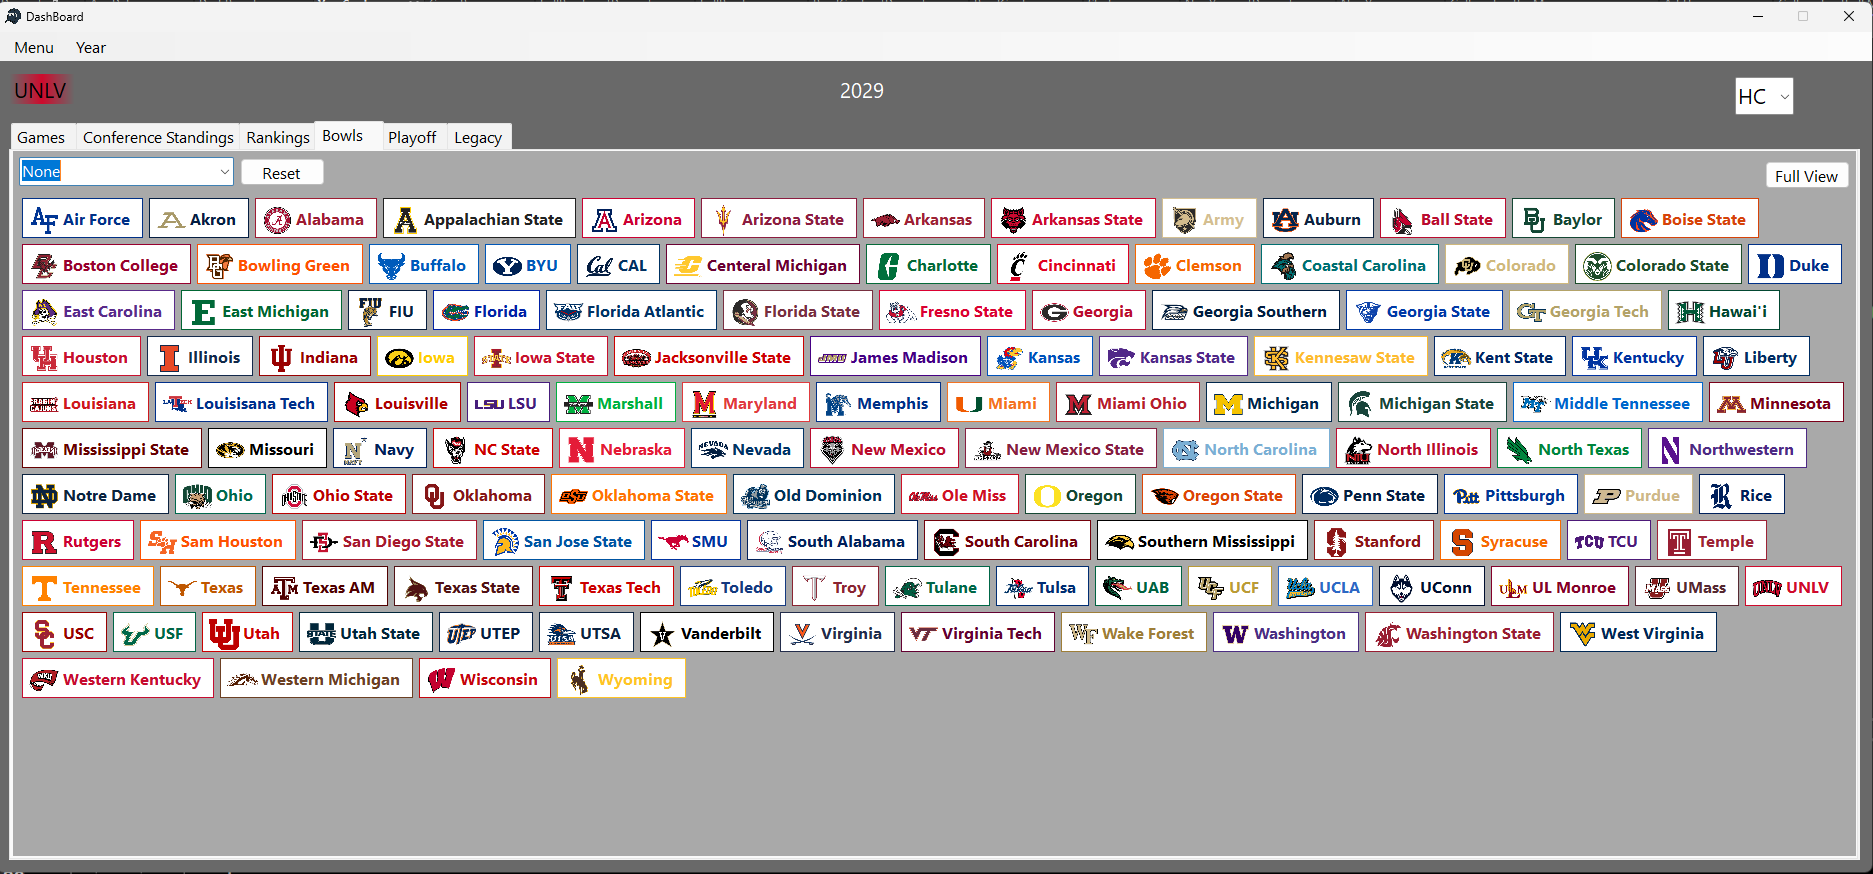 DashBoard
Menu Year
UNLV 2029 HC
Games Conference Standings Rankings Bowls Playoff Legacy
None Reset Full View
Air Force Akron Alabama Appalachian State Arizona Arizona State Arkansas Arkansas State Army Auburn Ball State Baylor Boise State
Boston College Bowling Green Buffalo BYU Cal CAL Centeral Michigan Charlotte Cincinnati Clemson Coastal Carolina Colorado Colorado State Duke
East Carolina East Michigan FIU FIU Florida Florida Atlantic Florida State Fresno State Georgia Georgia Southern Georgia State Georgia Tech Hawai'i
Houston Illinois Indiana Iowa Iowa State Jacksonville State JMU James Madison Kansas Kansas State Kennesaw State Kent State Kentucky Liberty
Louisiana Louisisana Tech Louisville LSU LSU Marshall Maryland Memphis Miami Miami Ohio Michigan Michigan State Middle Tennessee Minnesota
Mississippi State Missouri Navy NC State Nebraska NEVADA Nevada New Mexico New Mexico State North Carolina North Illinois North Texas Northwestern
Notre Dame Ohio Ohio State Oklahoma Oklahoma State Old Dominion Ole Miss Ole Miss Oregon Oregon State Penn State Pitt Pittsburgh Purdue Rice
Rutgers Sam Houston San Diego State San Jose State SMU South Alabama South Carolina Southern Mississippi Stanford Syracuse TCU TCU Temple
Tennessee Texas Texas AM Texas State Texas Tech Toledo Troy Tulane Tulsa UAB UCF UCLA UConn UL Monroe UMass UNLV
USC USF Utah Utah State UTEP UTSA Vanderbilt Virginia Virginia Tech Wake Forest Washington Washington State West Virginia
Western Kentucky Western Michigan Wisconsin Wyoming